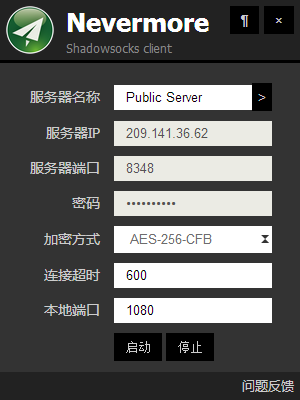 Nevermore
¶ ×
Shadowsocks client
服务器名称 Public Server >
服务器IP 209.141.36.62
服务器端口 8348
密码 ••••••••••
加密方式 AES-256-CFB
连接超时 600
本地端口 1080
启动 停止
问题反馈